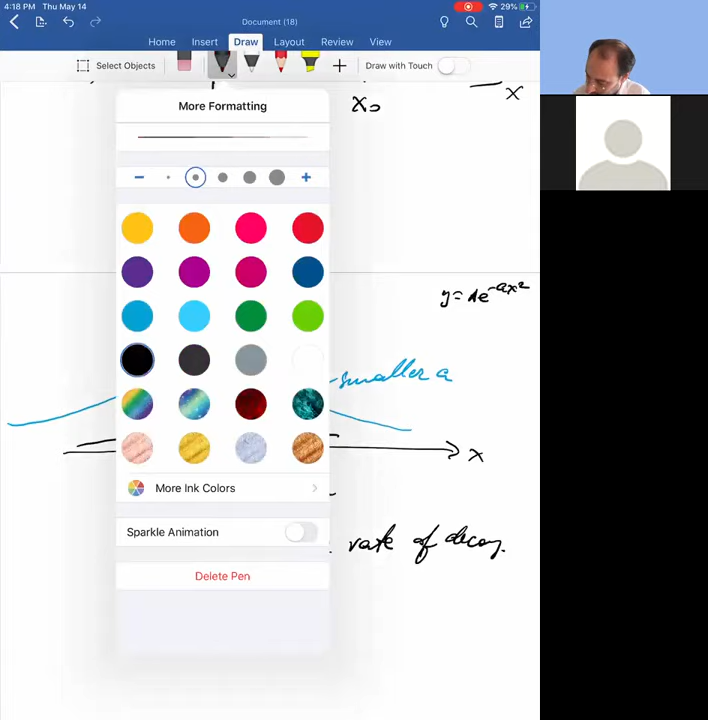 4:18 PM Thu May 14
29%
Document (18)
Home Insert Draw Layout Review View
Select Objects
Draw with Touch
More Formatting
x₀
x
y = de^-ax²
smaller a
x
More Ink Colors
Sparkle Animation
rate of decay.
Delete Pen